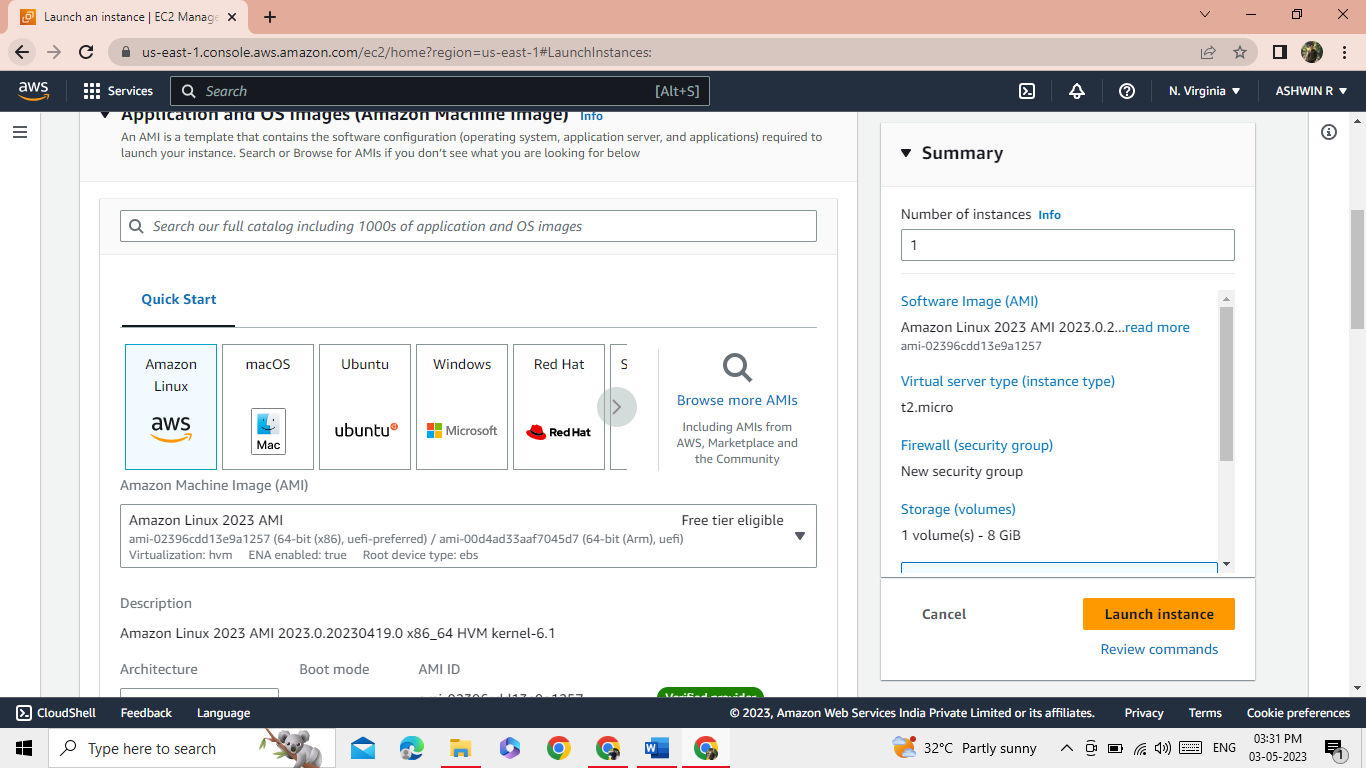 Launch an instance | EC2 Manage
us-east-1.console.aws.amazon.com/ec2/home?region=us-east-1#LaunchInstances:
aws
Services
Search
[Alt+S]
N. Virginia
ASHWIN R
Application and OS Images (Amazon Machine Image) Info
An AMI is a template that contains the software configuration (operating system, application server, and applications) required to
launch your instance. Search or Browse for AMIs if you don't see what you are looking for below
Search our full catalog including 1000s of application and OS images
Quick Start
Amazon
Linux
aws
macOS
Mac
Ubuntu
ubuntu
Windows
Microsoft
Red Hat
Red Hat
S
Browse more AMIs
Including AMIs from
AWS, Marketplace and
the Community
Amazon Machine Image (AMI)
Amazon Linux 2023 AMI
Free tier eligible
ami-02396cdd13e9a1257 (64-bit (x86), uefi-preferred) / ami-00d4ad33aaf7045d7 (64-bit (Arm), uefi)
Virtualization: hvm ENA enabled: true Root device type: ebs
Description
Amazon Linux 2023 AMI 2023.0.20230419.0 x86_64 HVM kernel-6.1
Architecture
Boot mode
AMI ID
ami-02396cdd13e9a1257
Verified provider
Summary
Number of instances Info
1
Software Image (AMI)
Amazon Linux 2023 AMI 2023.0.2...read more
ami-02396cdd13e9a1257
Virtual server type (instance type)
t2.micro
Firewall (security group)
New security group
Storage (volumes)
1 volume(s) - 8 GiB
Cancel
Launch instance
Review commands
CloudShell
Feedback
Language
© 2023, Amazon Web Services India Private Limited or its affiliates.
Privacy
Terms
Cookie preferences
Type here to search
32°C Partly sunny
ENG
03:31 PM
03-05-2023
1